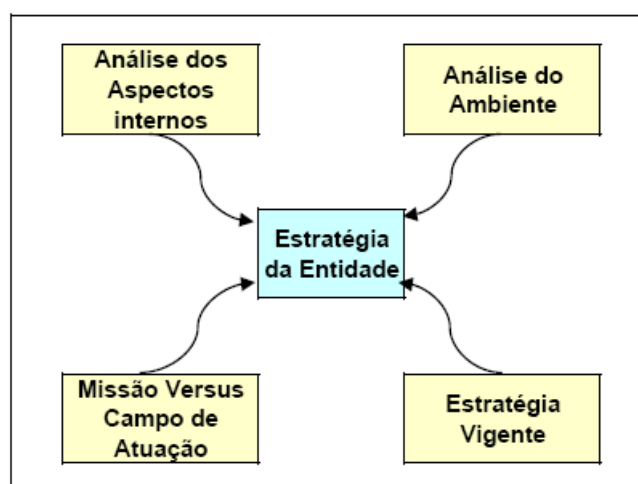 Análise dos
Aspectos
internos
Análise do
Ambiente
Estratégia
da Entidade
Missão Versus
Campo de
Atuação
Estratégia
Vigente